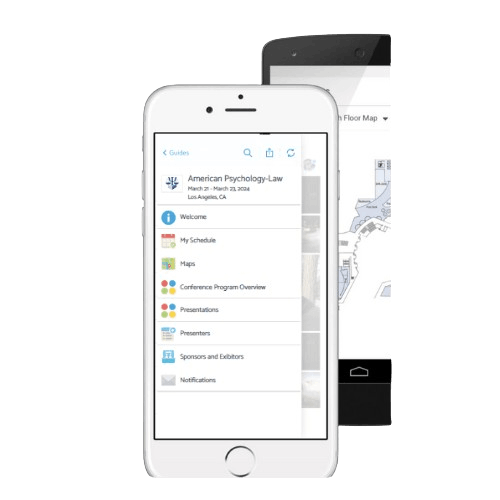 h Floor Map
Guides
American Psychology-Law
March 21 - March 23, 2024
Los Angeles, CA
Welcome
My Schedule
Maps
Conference Program Overview
Presentations
Presenters
Sponsors and Exbitors
Notifications